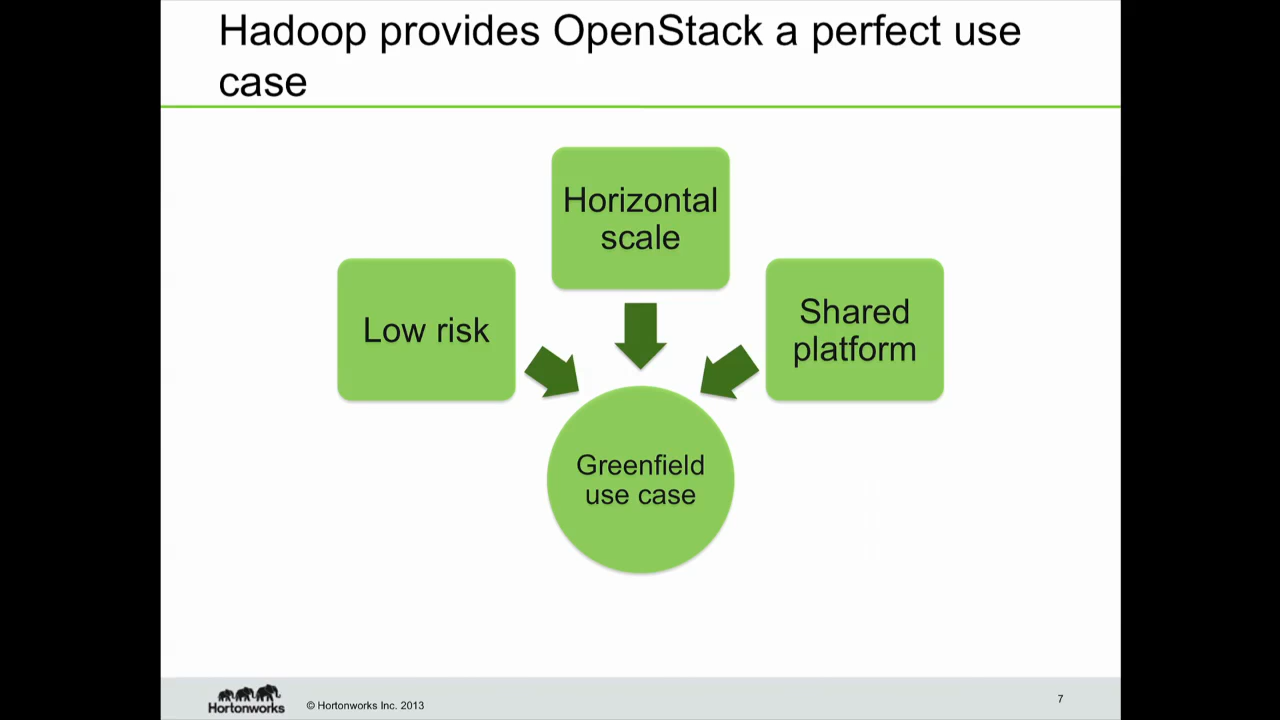 Hadoop provides OpenStack a perfect use
case
Horizontal
scale
Low risk
Shared
platform
Greenfield
use case
Hortonworks
© Hortonworks Inc. 2013
7